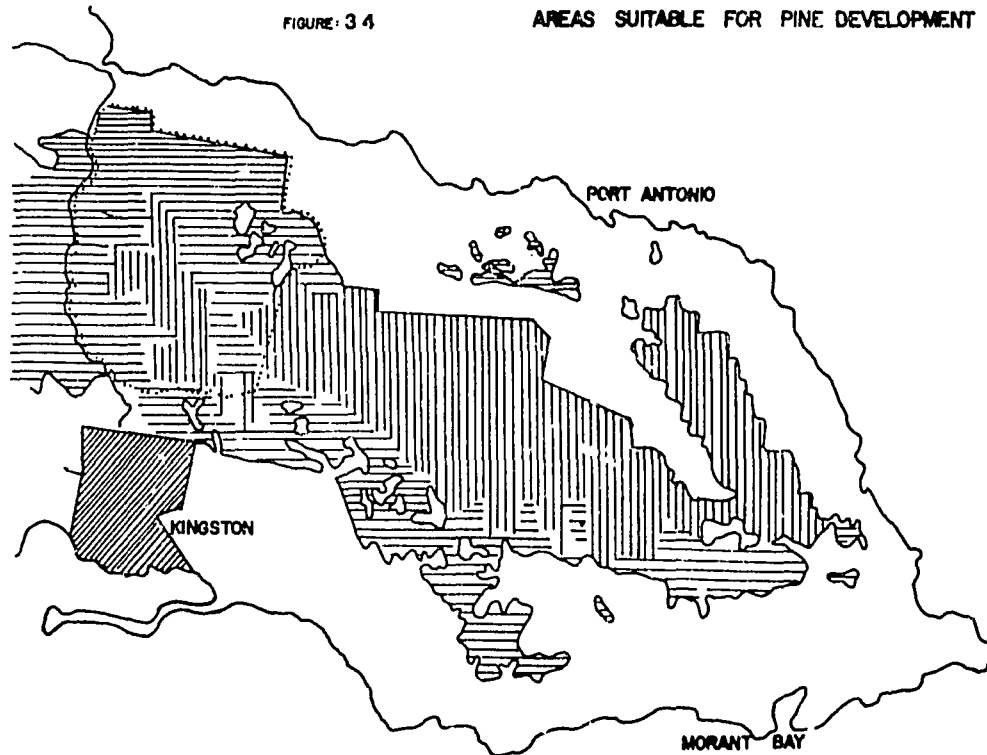 FIGURE: 3 4 AREAS SUITABLE FOR PINE DEVELOPMENT
PORT ANTONIO
KINGSTON
MORANT BAY